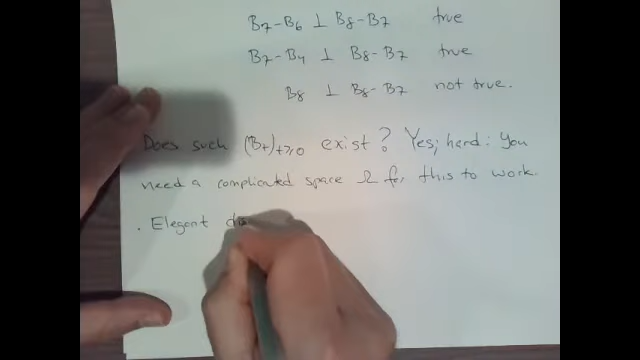 B7-B6 ⊥ B8-B7 true
B7-B4 ⊥ B8-B7 true
B8 ⊥ B8-B7 not true.
Does such (Bt)t≥0 exist? Yes; hard: You
need a complicated space Ω for this to work.
. Elegant